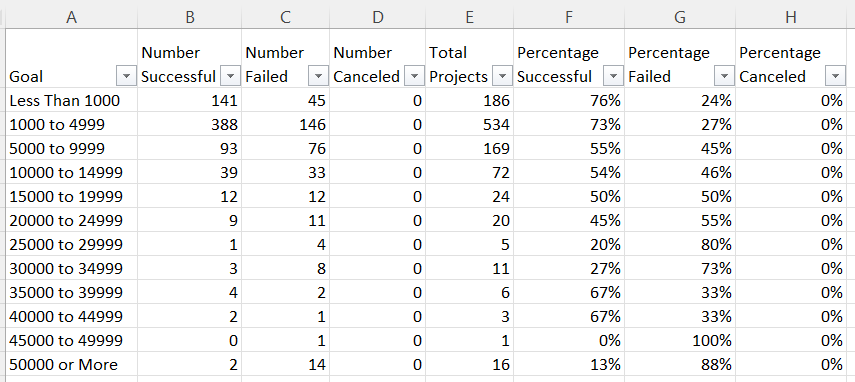 A B C D E F G H
Number Number Number Total Percentage Percentage Percentage
Goal Successful Failed Canceled Projects Successful Failed Canceled
Less Than 1000 141 45 0 186 76% 24% 0%
1000 to 4999 388 146 0 534 73% 27% 0%
5000 to 9999 93 76 0 169 55% 45% 0%
10000 to 14999 39 33 0 72 54% 46% 0%
15000 to 19999 12 12 0 24 50% 50% 0%
20000 to 24999 9 11 0 20 45% 55% 0%
25000 to 29999 1 4 0 5 20% 80% 0%
30000 to 34999 3 8 0 11 27% 73% 0%
35000 to 39999 4 2 0 6 67% 33% 0%
40000 to 44999 2 1 0 3 67% 33% 0%
45000 to 49999 0 1 0 1 0% 100% 0%
50000 or More 2 14 0 16 13% 88% 0%